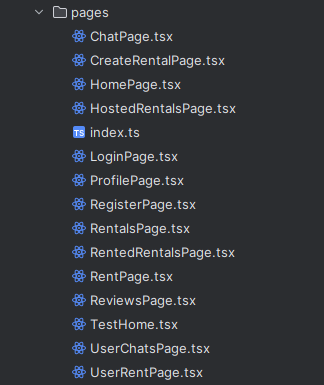 pages
ChatPage.tsx
CreateRentalPage.tsx
HomePage.tsx
HostedRentalsPage.tsx
TS index.ts
LoginPage.tsx
ProfilePage.tsx
RegisterPage.tsx
RentalsPage.tsx
RentedRentalsPage.tsx
RentPage.tsx
ReviewsPage.tsx
TestHome.tsx
UserChatsPage.tsx
UserRentPage.tsx